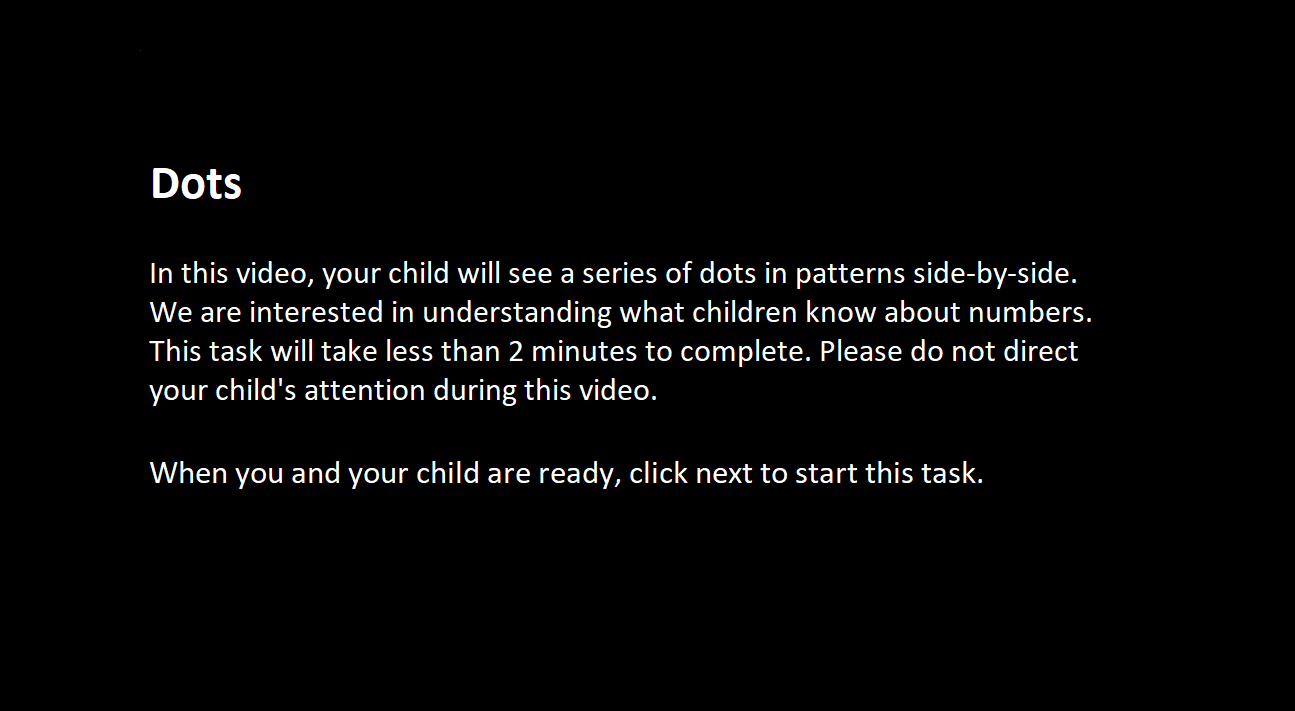 Dots
In this video, your child will see a series of dots in patterns side-by-side.
We are interested in understanding what children know about numbers.
This task will take less than 2 minutes to complete. Please do not direct
your child's attention during this video.
When you and your child are ready, click next to start this task.